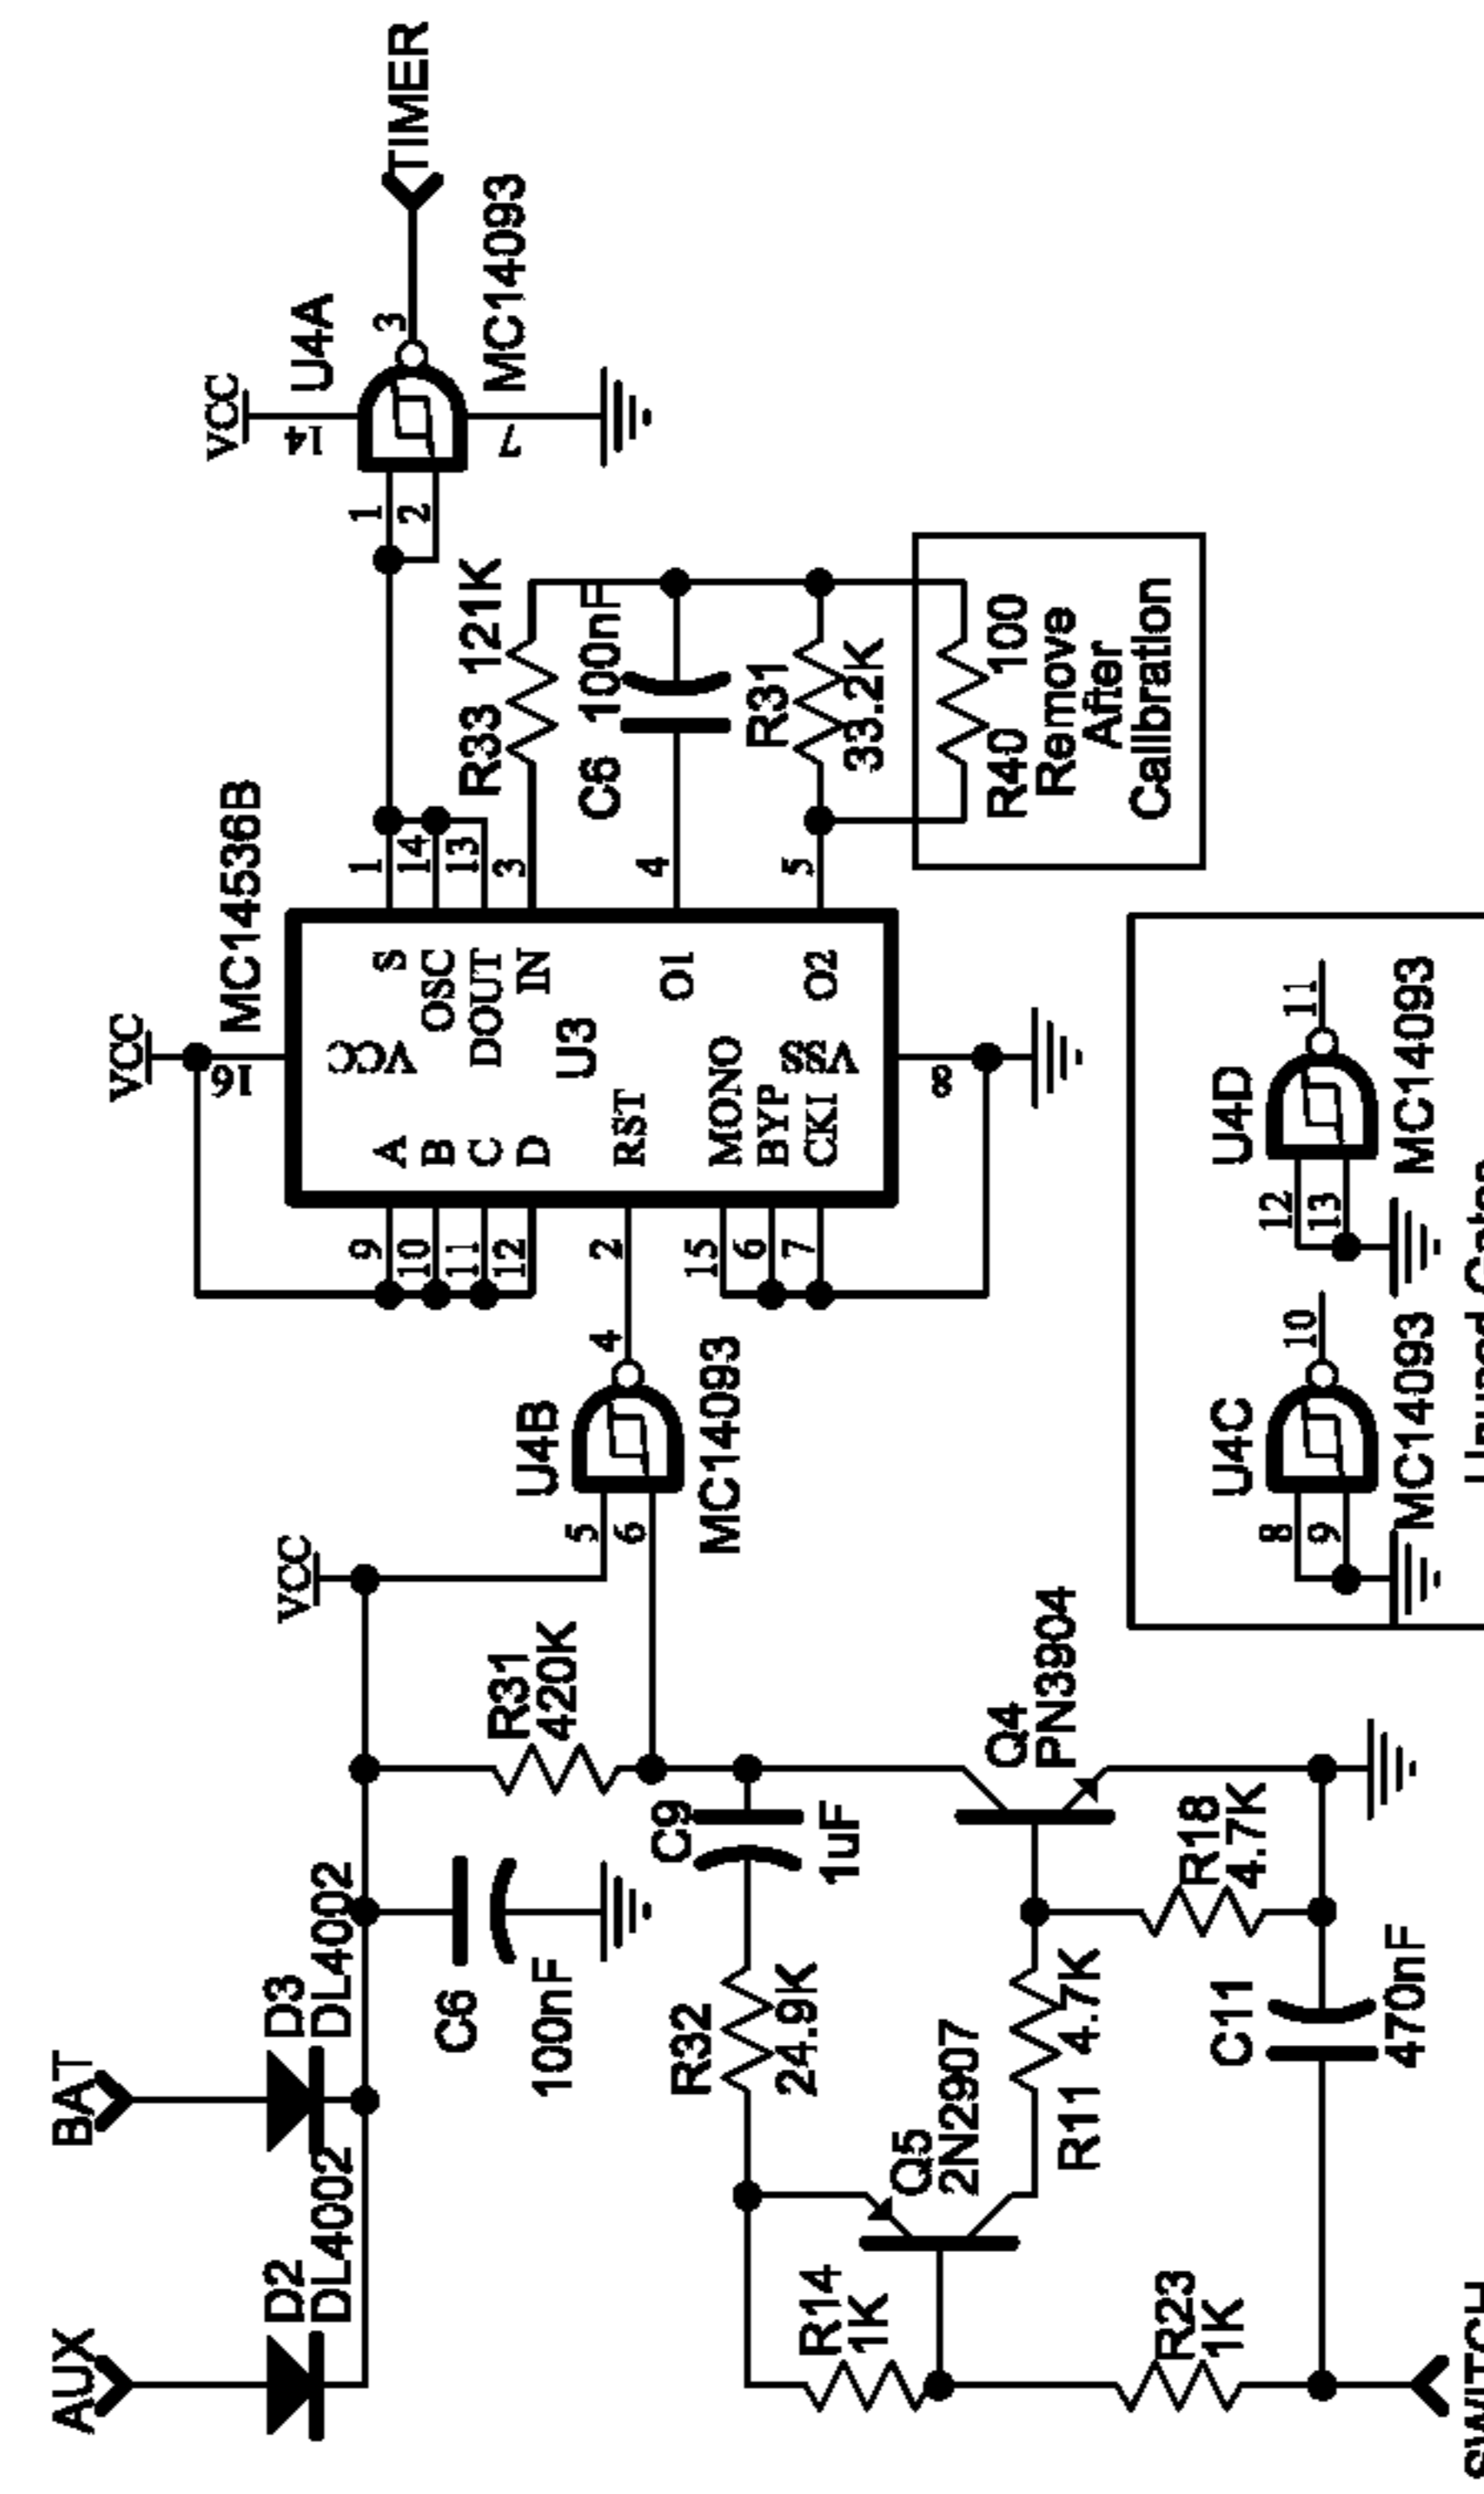 AUX
BAT
D2
DL4002
D3
DL4002
VCC
C6
100nF
R31
420K
U4B
5
6
4
MC14093
VCC
16
MC14536B
9
10
11
12
2
15
6
7
A
B
C
D
RST
MONO
BYP
CKI
VCC
VSS
U3
S
OSC
DOUT
IN
O1
O2
8
1
14
13
3
4
5
R33 121K
C6 100nF
R31
33.2K
R40 100
Remove
After
Calibration
VCC
14
U4A
1
2
3
7
MC14093
TIMER
R32
24.9K
C9
1uF
Q5
2N2907
R14
1K
R11 4.7K
Q4
PN3904
R18
4.7K
R23
1K
C11
470nF
SWITCH
U4C
8
9
10
MC14093
U4D
12
13
11
MC14093